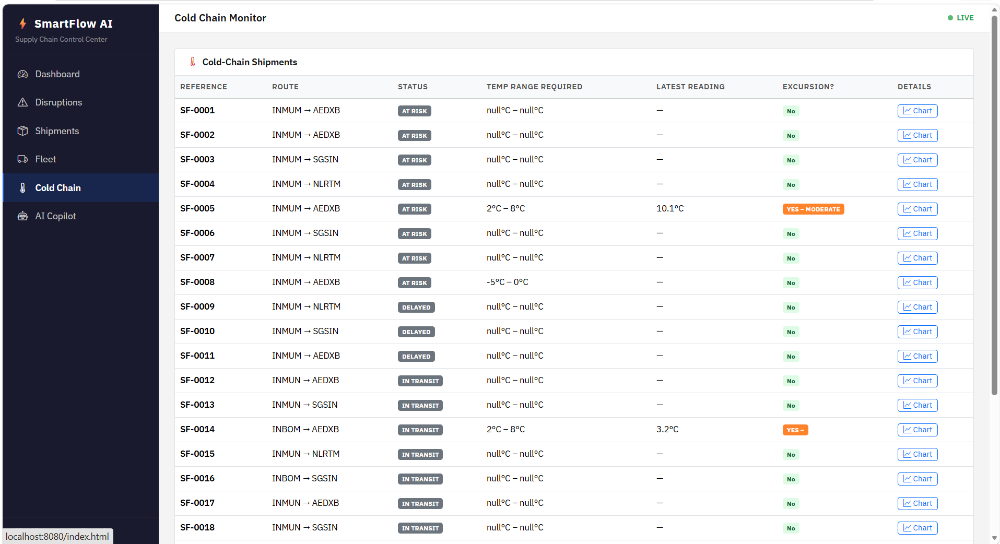 SmartFlow AI
Supply Chain Control Center
Dashboard
Disruptions
Shipments
Fleet
Cold Chain
AI Copilot
localhost:8080/index.html
Cold Chain Monitor
LIVE
Cold-Chain Shipments
REFERENCE ROUTE STATUS TEMP RANGE REQUIRED LATEST READING EXCURSION? DETAILS
SF-0001 INMUM → AEDXB AT RISK null°C – null°C — No Chart
SF-0002 INMUM → AEDXB AT RISK null°C – null°C — No Chart
SF-0003 INMUM → SGSIN AT RISK null°C – null°C — No Chart
SF-0004 INMUM → NLRTM AT RISK null°C – null°C — No Chart
SF-0005 INMUM → AEDXB AT RISK 2°C – 8°C 10.1°C YES – MODERATE Chart
SF-0006 INMUM → SGSIN AT RISK null°C – null°C — No Chart
SF-0007 INMUM → NLRTM AT RISK null°C – null°C — No Chart
SF-0008 INMUM → AEDXB AT RISK -5°C – 0°C — No Chart
SF-0009 INMUM → NLRTM DELAYED null°C – null°C — No Chart
SF-0010 INMUM → SGSIN DELAYED null°C – null°C — No Chart
SF-0011 INMUM → AEDXB DELAYED null°C – null°C — No Chart
SF-0012 INMUN → AEDXB IN TRANSIT null°C – null°C — No Chart
SF-0013 INMUN → SGSIN IN TRANSIT null°C – null°C — No Chart
SF-0014 INBOM → AEDXB IN TRANSIT 2°C – 8°C 3.2°C YES – Chart
SF-0015 INMUN → NLRTM IN TRANSIT null°C – null°C — No Chart
SF-0016 INBOM → SGSIN IN TRANSIT null°C – null°C — No Chart
SF-0017 INMUN → AEDXB IN TRANSIT null°C – null°C — No Chart
SF-0018 INMUN → SGSIN IN TRANSIT null°C – null°C — No Chart